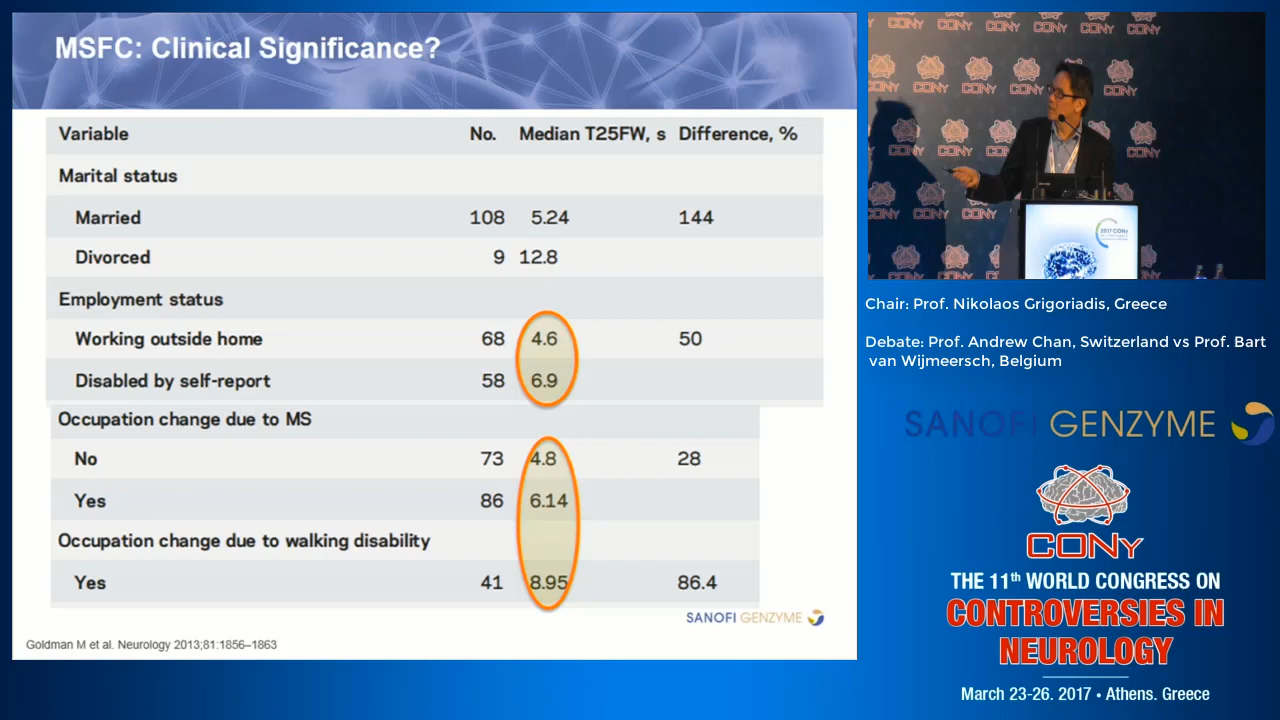 MSFC: Clinical Significance?
Variable No. Median T25FW, s Difference, %
Marital status
Married 108 5.24 144
Divorced 9 12.8
Employment status
Working outside home 68 4.6 50
Disabled by self-report 58 6.9
Occupation change due to MS
No 73 4.8 28
Yes 86 6.14
Occupation change due to walking disability
Yes 41 8.95 86.4
SANOFI GENZYME
Goldman M et al. Neurology 2013;81:1856–1863
CONy
2017 CONy
Chair: Prof. Nikolaos Grigoriadis, Greece
Debate: Prof. Andrew Chan, Switzerland vs Prof. Bart
van Wijmeersch, Belgium
SANOFI GENZYME
CONy
THE 11th WORLD CONGRESS ON
CONTROVERSIES IN
NEUROLOGY
March 23-26. 2017 • Athens. Greece